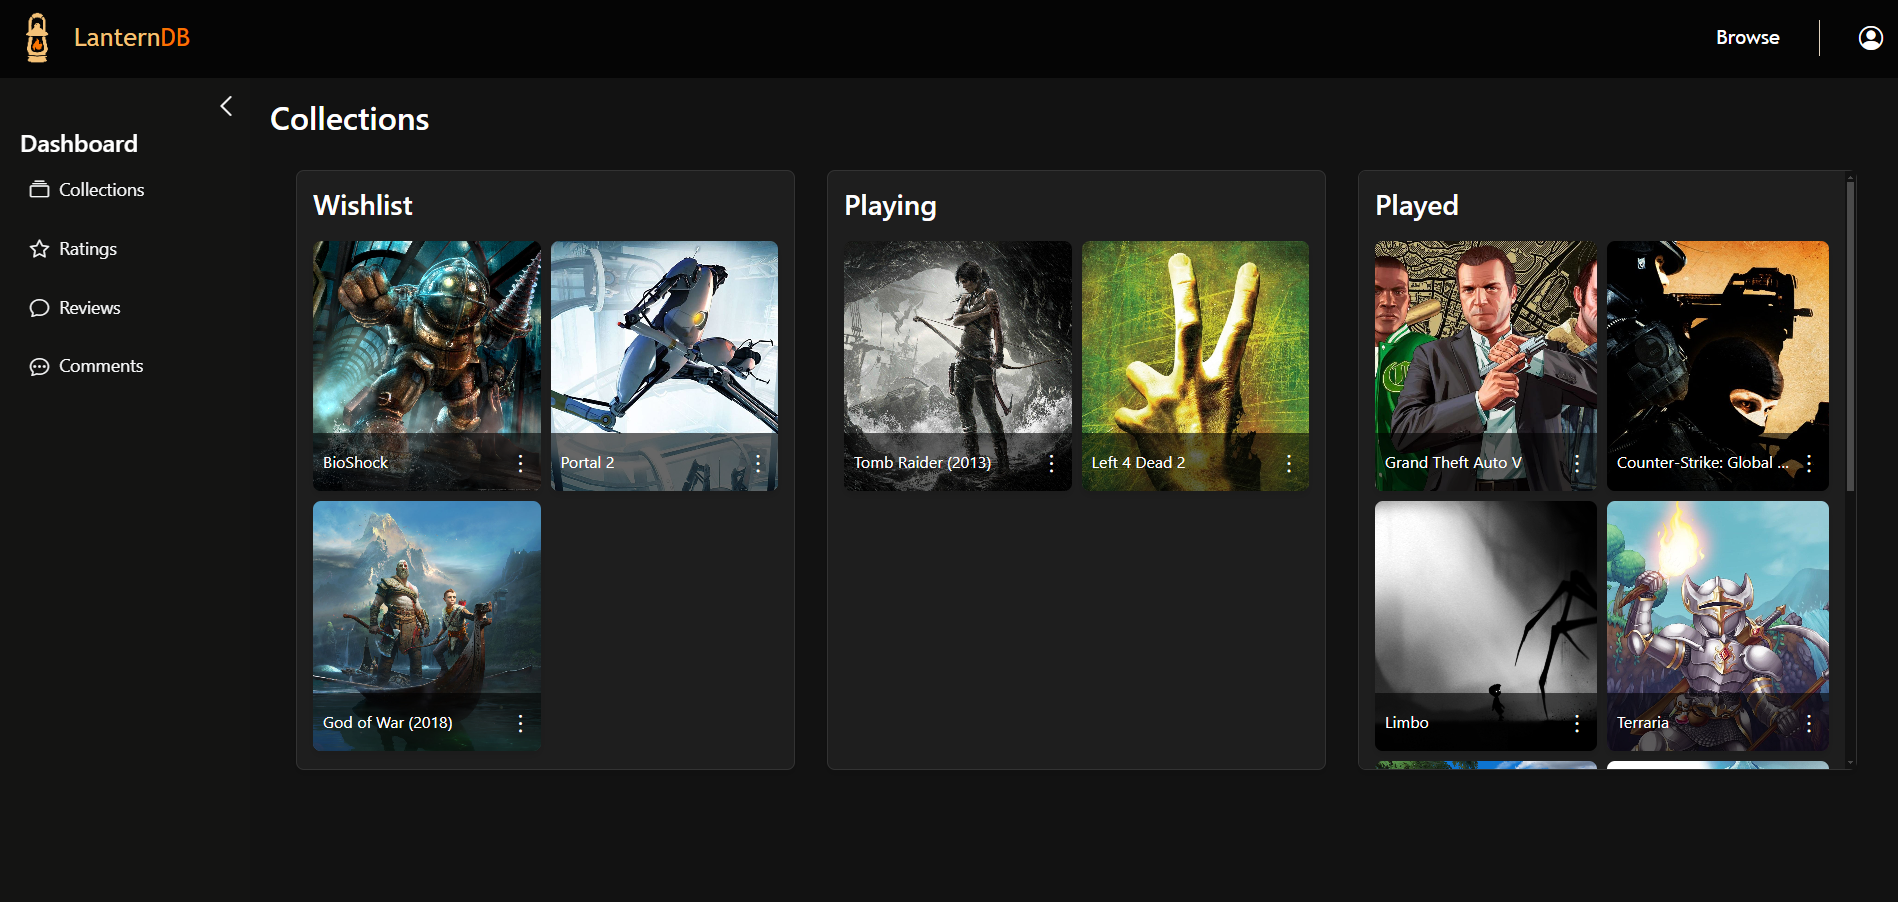 LanternDB
Browse
Dashboard
Collections
Ratings
Reviews
Comments
Collections
Wishlist
BioShock
Portal 2
God of War (2018)
Playing
Tomb Raider (2013)
Left 4 Dead 2
Played
Grand Theft Auto V
Counter-Strike: Global ...
Limbo
Terraria